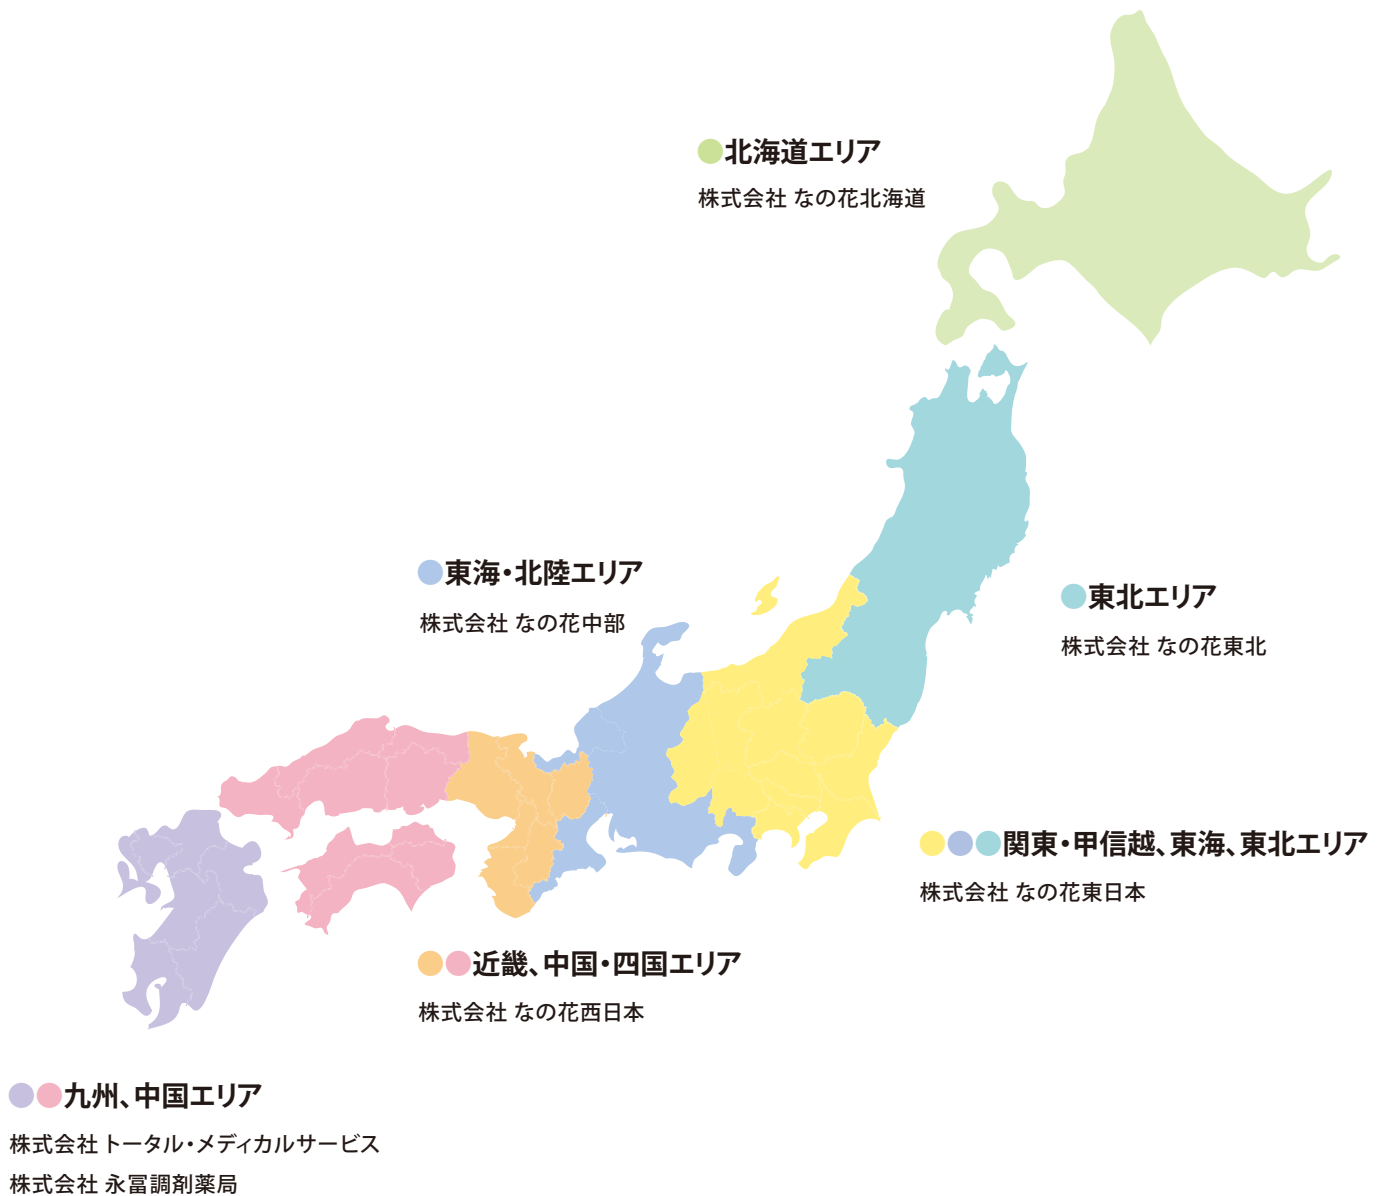 北海道エリア
株式会社 なの花北海道
東海・北陸エリア
株式会社 なの花中部
東北エリア
株式会社 なの花東北
関東・甲信越、東海、東北エリア
株式会社 なの花東日本
近畿、中国・四国エリア
株式会社 なの花西日本
九州、中国エリア
株式会社 トータル・メディカルサービス
株式会社 永冨調剤薬局